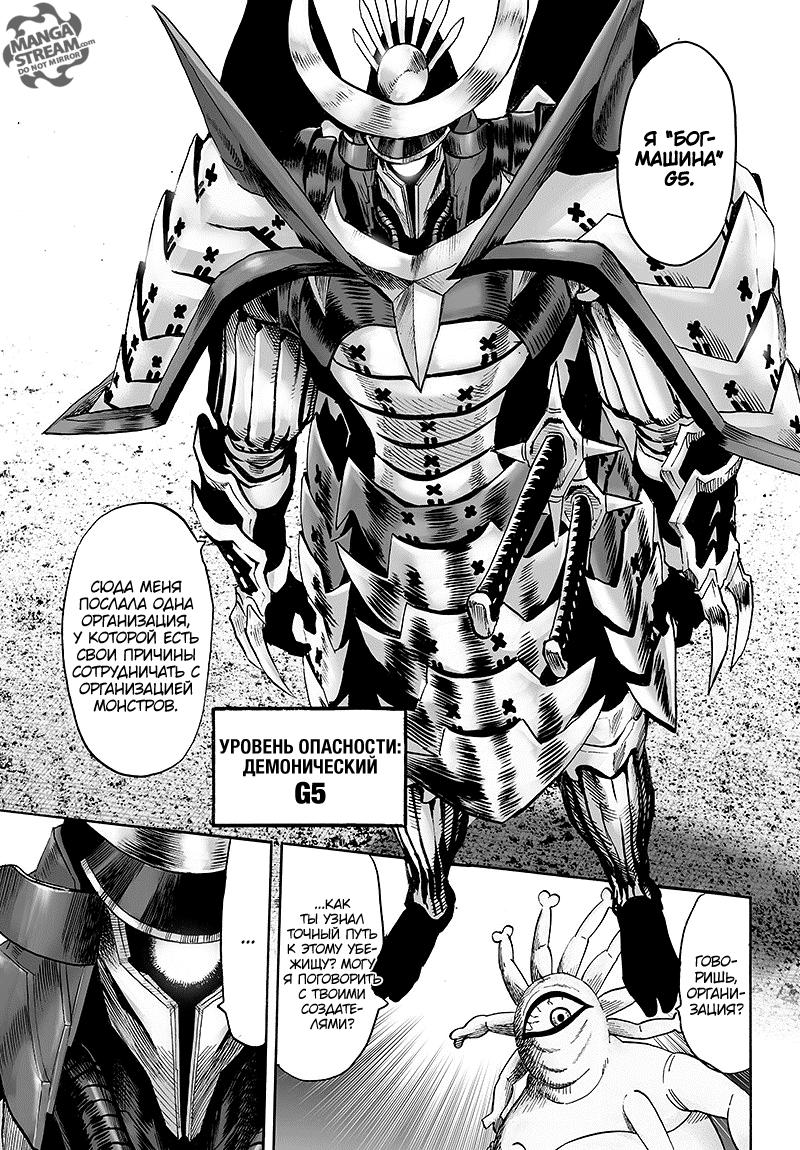 MANGA
STREAM.com
DO NOT MIRROR!
Я "БОГ-
МАШИНА"
G5.
СЮДА МЕНЯ
ПОСЛАЛА ОДНА
ОРГАНИЗАЦИЯ,
У КОТОРОЙ ЕСТЬ
СВОИ ПРИЧИНЫ
СОТРУДНИЧАТЬ С
ОРГАНИЗАЦИЕЙ
МОНСТРОВ.
УРОВЕНЬ ОПАСНОСТИ:
ДЕМОНИЧЕСКИЙ
G5
ГОВО-
РИШЬ,
ОРГАНИ-
ЗАЦИЯ?
...КАК
ТЫ УЗНАЛ
ТОЧНЫЙ ПУТЬ
К ЭТОМУ УБЕ-
ЖИЩУ? МОГУ
Я ПОГОВОРИТЬ
С ТВОИМИ
СОЗДАТЕ-
ЛЯМИ?
...